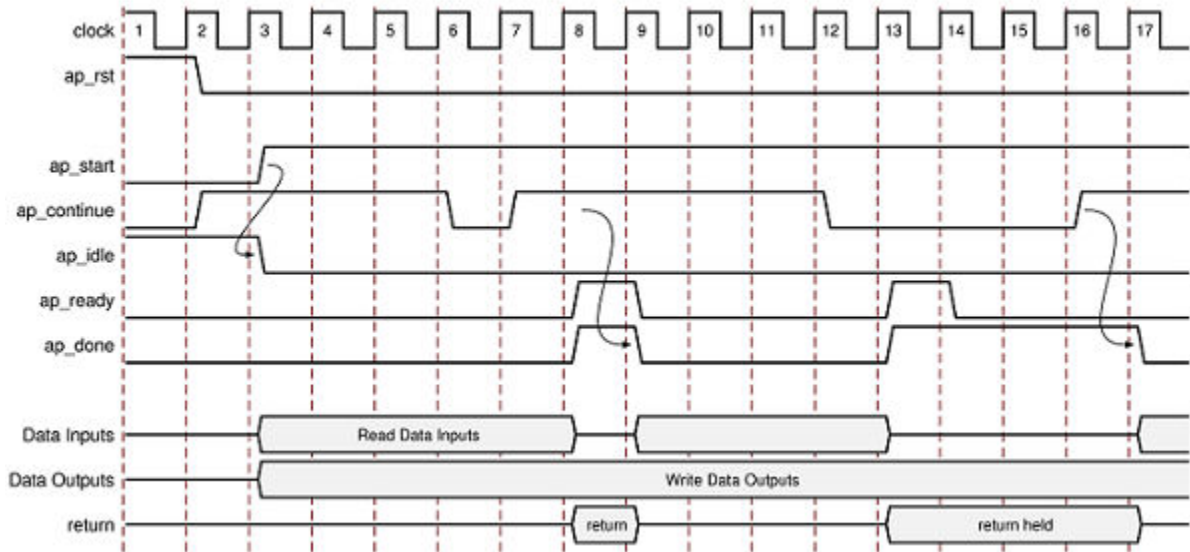 clock 1 2 3 4 5 6 7 8 9 10 11 12 13 14 15 16 17
ap_rst
ap_start
ap_continue
ap_idle
ap_ready
ap_done
Data Inputs Read Data Inputs
Data Outputs Write Data Outputs
return return return held